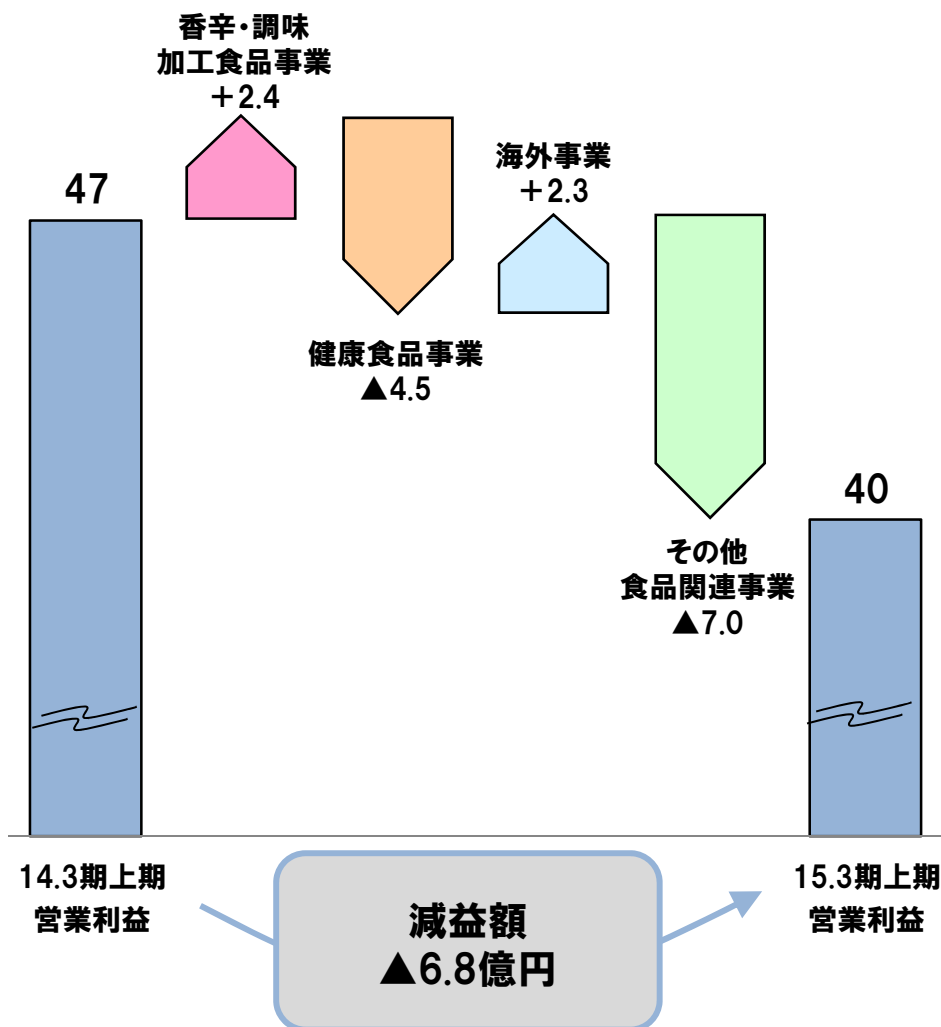 香辛・調味
加工食品事業
＋2.4
47
海外事業
＋2.3
健康食品事業
▲4.5
40
その他
食品関連事業
▲7.0
14.3期上期
営業利益
減益額
▲6.8億円
15.3期上期
営業利益